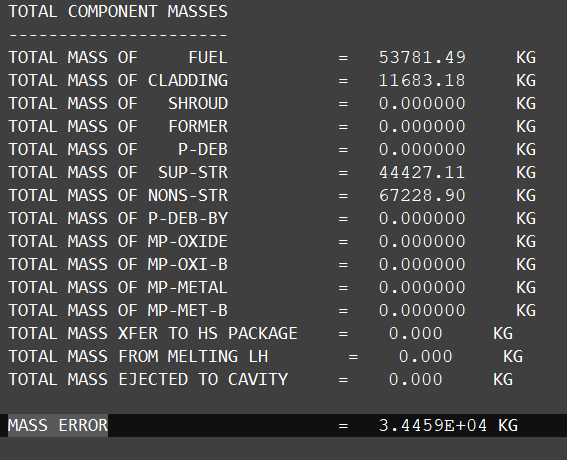 TOTAL COMPONENT MASSES
----------------------
TOTAL MASS OF     FUEL           =   53781.49     KG
TOTAL MASS OF CLADDING           =   11683.18     KG
TOTAL MASS OF   SHROUD           =   0.000000     KG
TOTAL MASS OF   FORMER           =   0.000000     KG
TOTAL MASS OF    P-DEB           =   0.000000     KG
TOTAL MASS OF  SUP-STR           =   44427.11     KG
TOTAL MASS OF NONS-STR           =   67228.90     KG
TOTAL MASS OF P-DEB-BY           =   0.000000     KG
TOTAL MASS OF MP-OXIDE           =   0.000000     KG
TOTAL MASS OF MP-OXI-B           =   0.000000     KG
TOTAL MASS OF MP-METAL           =   0.000000     KG
TOTAL MASS OF MP-MET-B           =   0.000000     KG
TOTAL MASS XFER TO HS PACKAGE    =    0.000     KG
TOTAL MASS FROM MELTING LH        =    0.000     KG
TOTAL MASS EJECTED TO CAVITY     =    0.000     KG
MASS ERROR                       =   3.4459E+04 KG